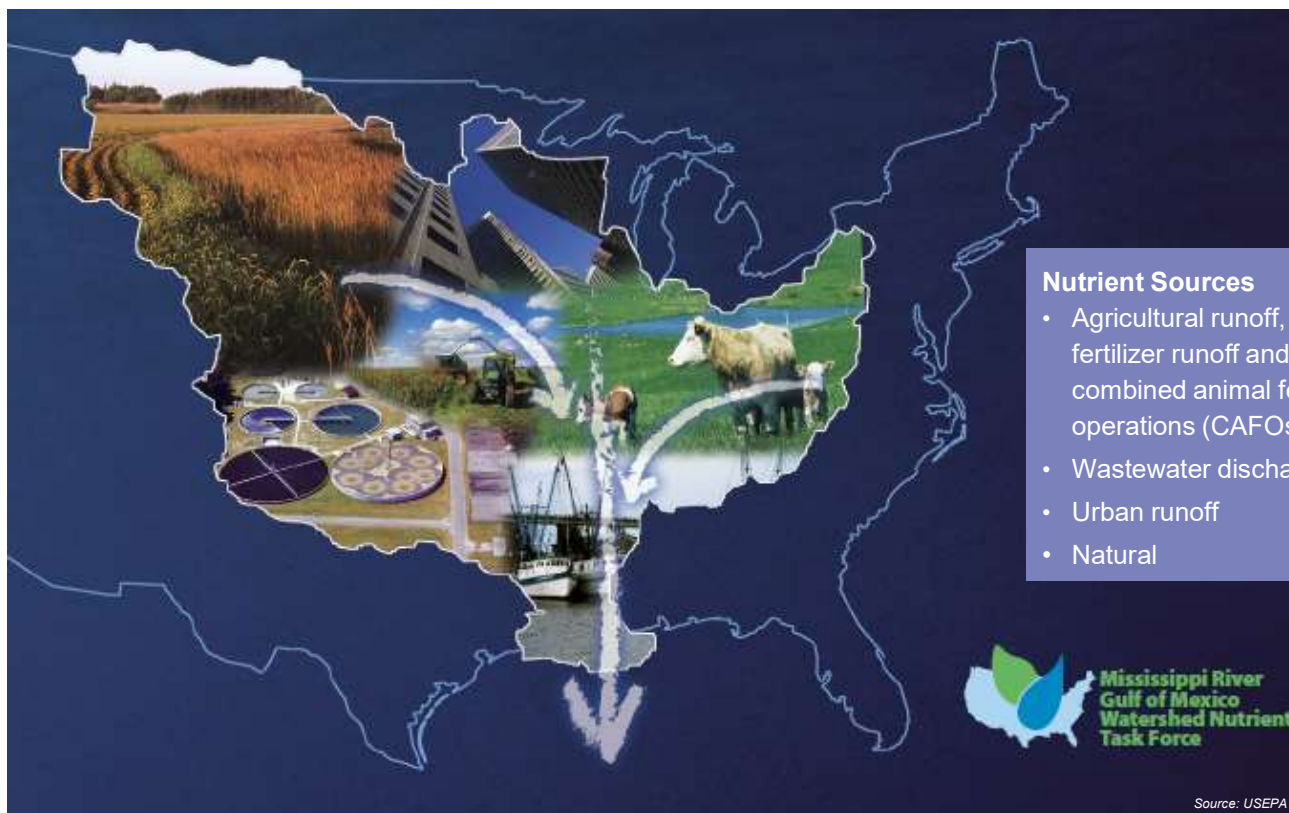 Nutrient Sources
• Agricultural runoff,
fertilizer runoff and
combined animal fe
operations (CAFOs
• Wastewater discha
• Urban runoff
• Natural
Mississippi River
Gulf of Mexico
Watershed Nutrient
Task Force
Source: USEPA